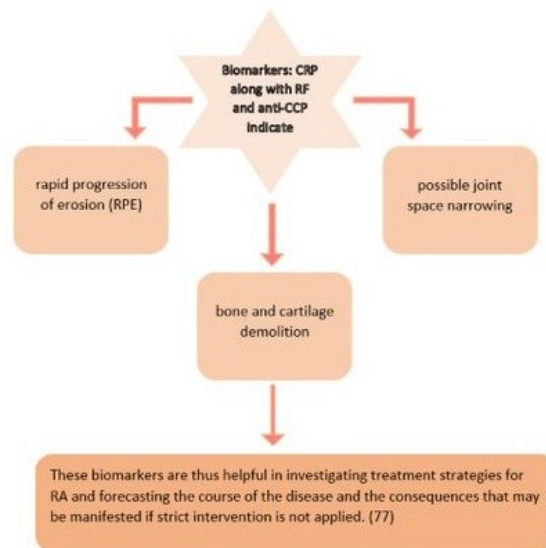 Biomarkers: CRP
along with RF
and anti-CCP
indicate
rapid progression
of erosion (RPE)
possible joint
space narrowing
bone and cartilage
demolition
These biomarkers are thus helpful in investigating treatment strategies for
RA and forecasting the course of the disease and the consequences that may
be manifested if strict intervention is not applied. (77)